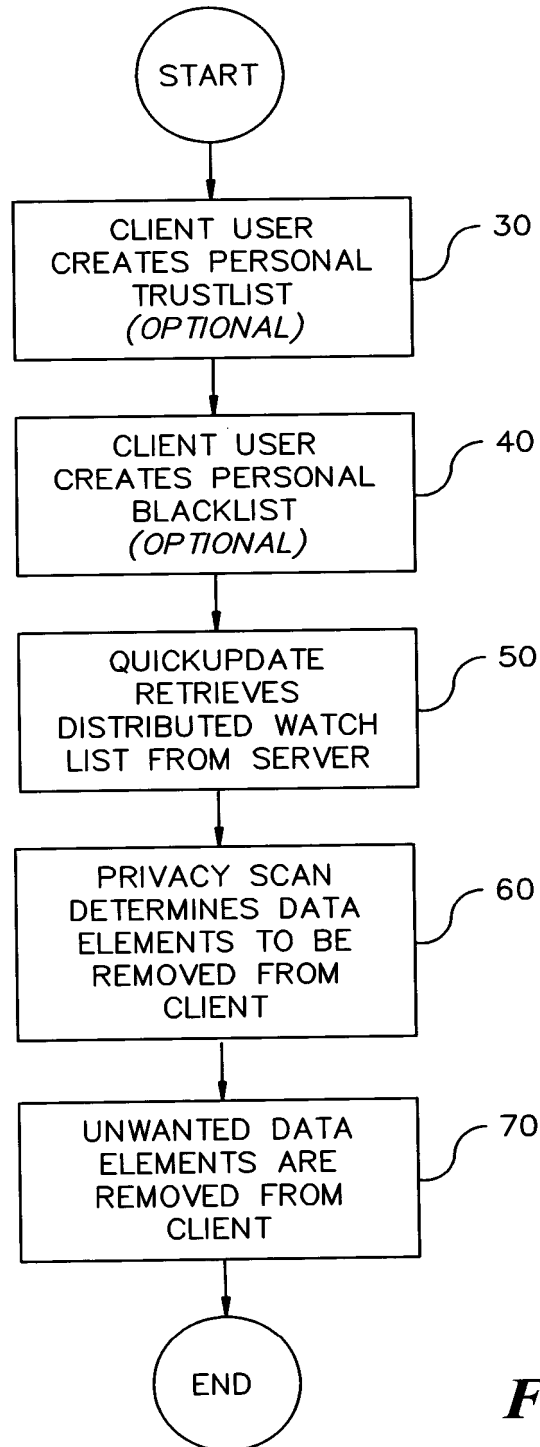 START
CLIENT USER
CREATES PERSONAL
TRUSTLIST
(OPTIONAL)
30
CLIENT USER
CREATES PERSONAL
BLACKLIST
(OPTIONAL)
40
QUICKUPDATE
RETRIEVES
DISTRIBUTED WATCH
LIST FROM SERVER
50
PRIVACY SCAN
DETERMINES DATA
ELEMENTS TO BE
REMOVED FROM
CLIENT
60
UNWANTED DATA
ELEMENTS ARE
REMOVED FROM
CLIENT
70
END
F